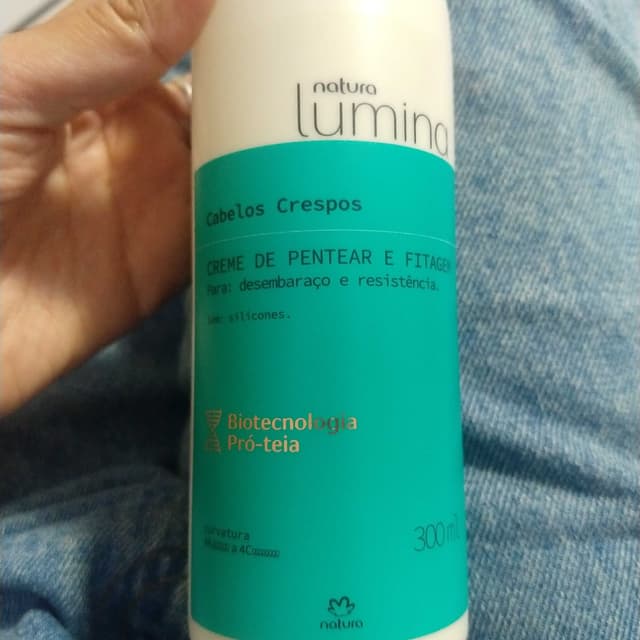 natura
lumina
Cabelos Crespos
CREME DE PENTEAR E FITAGEM
Para: desembaraço e resistência.
Sem: silicones.
Biotecnologia
Pró-teia
curvatura
a 4C
300 ml
natura